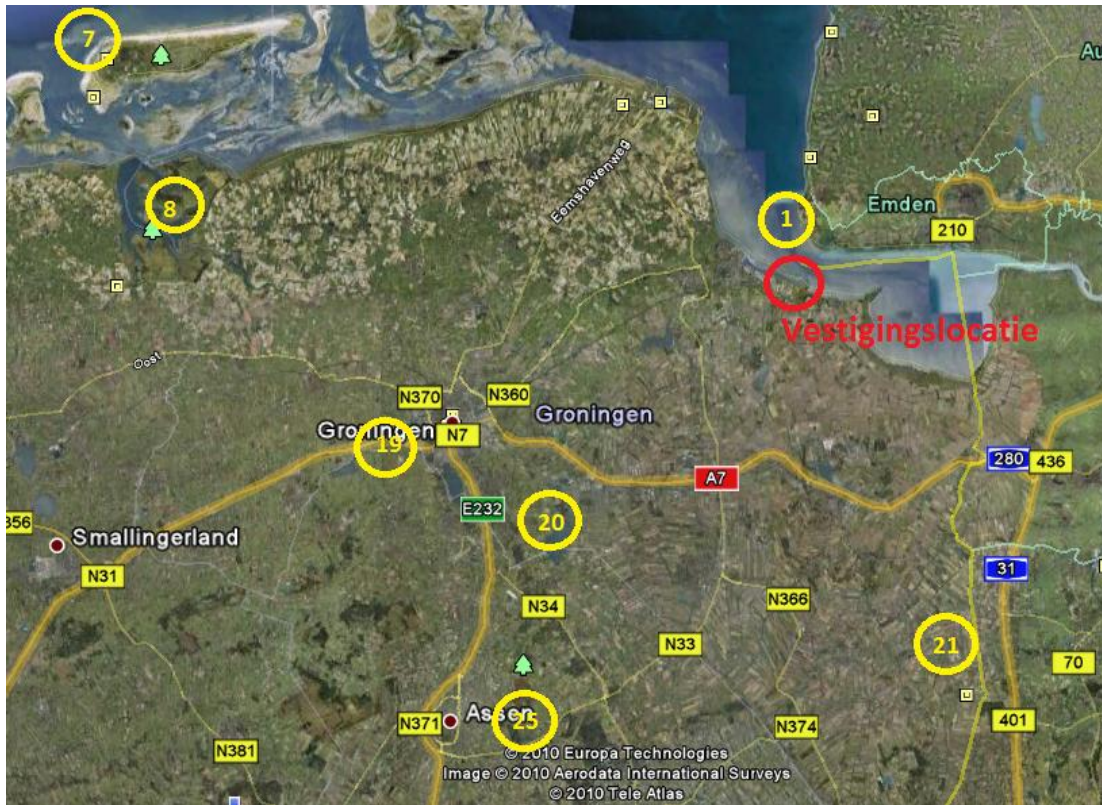 7
Au
8
Emden
1
210
Eemshavenweg
Vestigingslocatie
Oost
N370
N360
Groningen
Groningen
N7
19
280
436
A7
E232
20
356
Smallingerland
N31
31
N34
N366
N33
21
70
N371
Assen
25
N374
401
N381
© 2010 Europa Technologies
Image © 2010 Aerodata International Surveys
© 2010 Tele Atlas